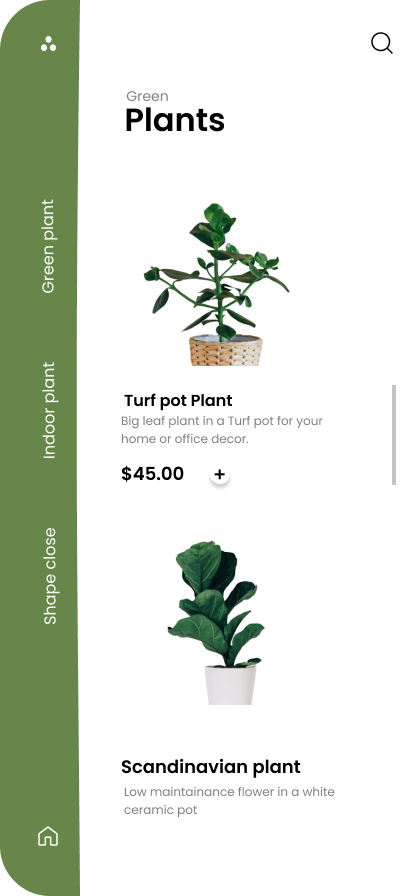 Green
Plants
Green plant
Indoor plant
Shape close
Turf pot Plant
Big leaf plant in a Turf pot for your
home or office decor.
$45.00 +
Scandinavian plant
Low maintainance flower in a white
ceramic pot